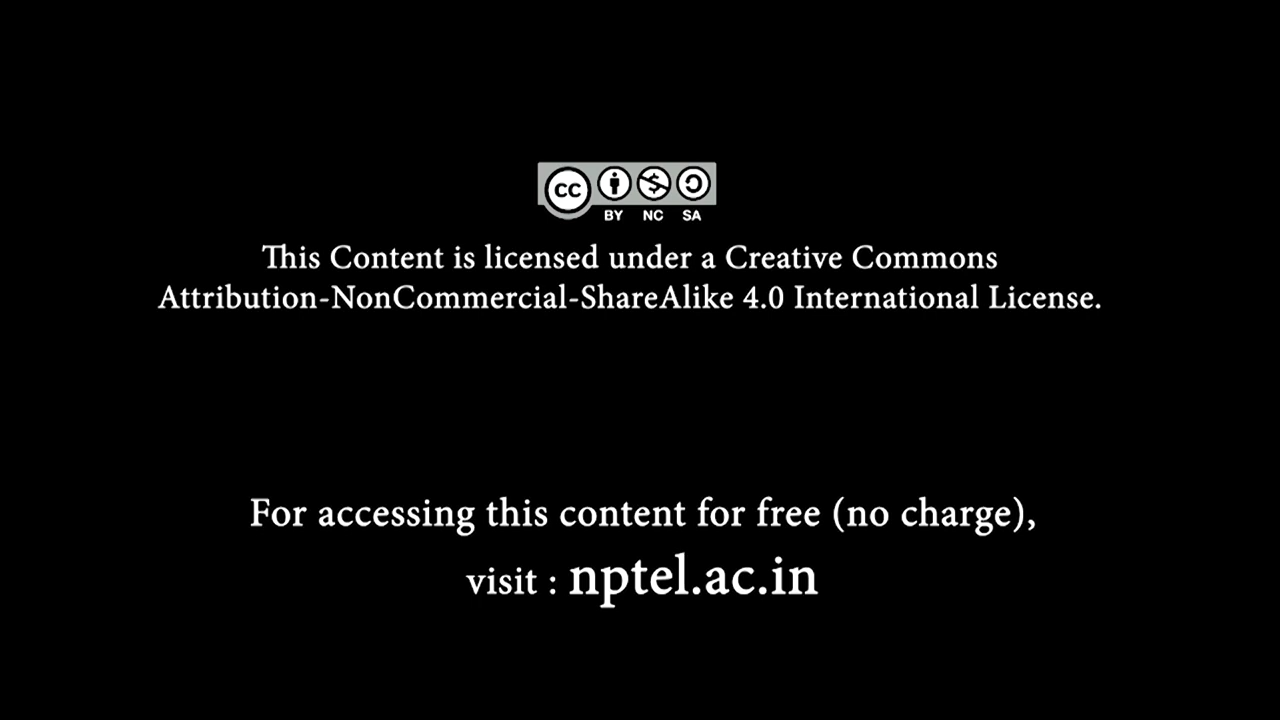 cc
BY NC SA
This Content is licensed under a Creative Commons
Attribution-NonCommercial-ShareAlike 4.0 International License.
For accessing this content for free (no charge),
visit : nptel.ac.in